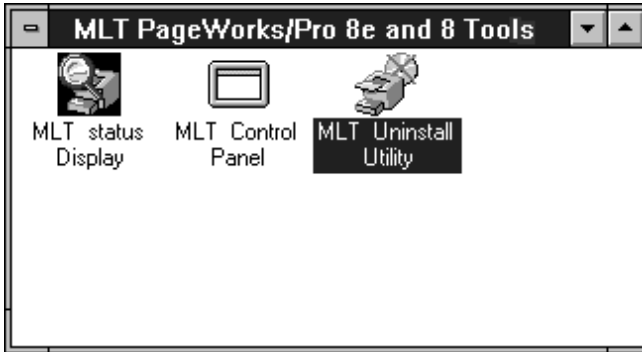 MLT PageWorks/Pro 8e and 8 Tools
MLT status Display
MLT Control Panel
MLT Uninstall Utility